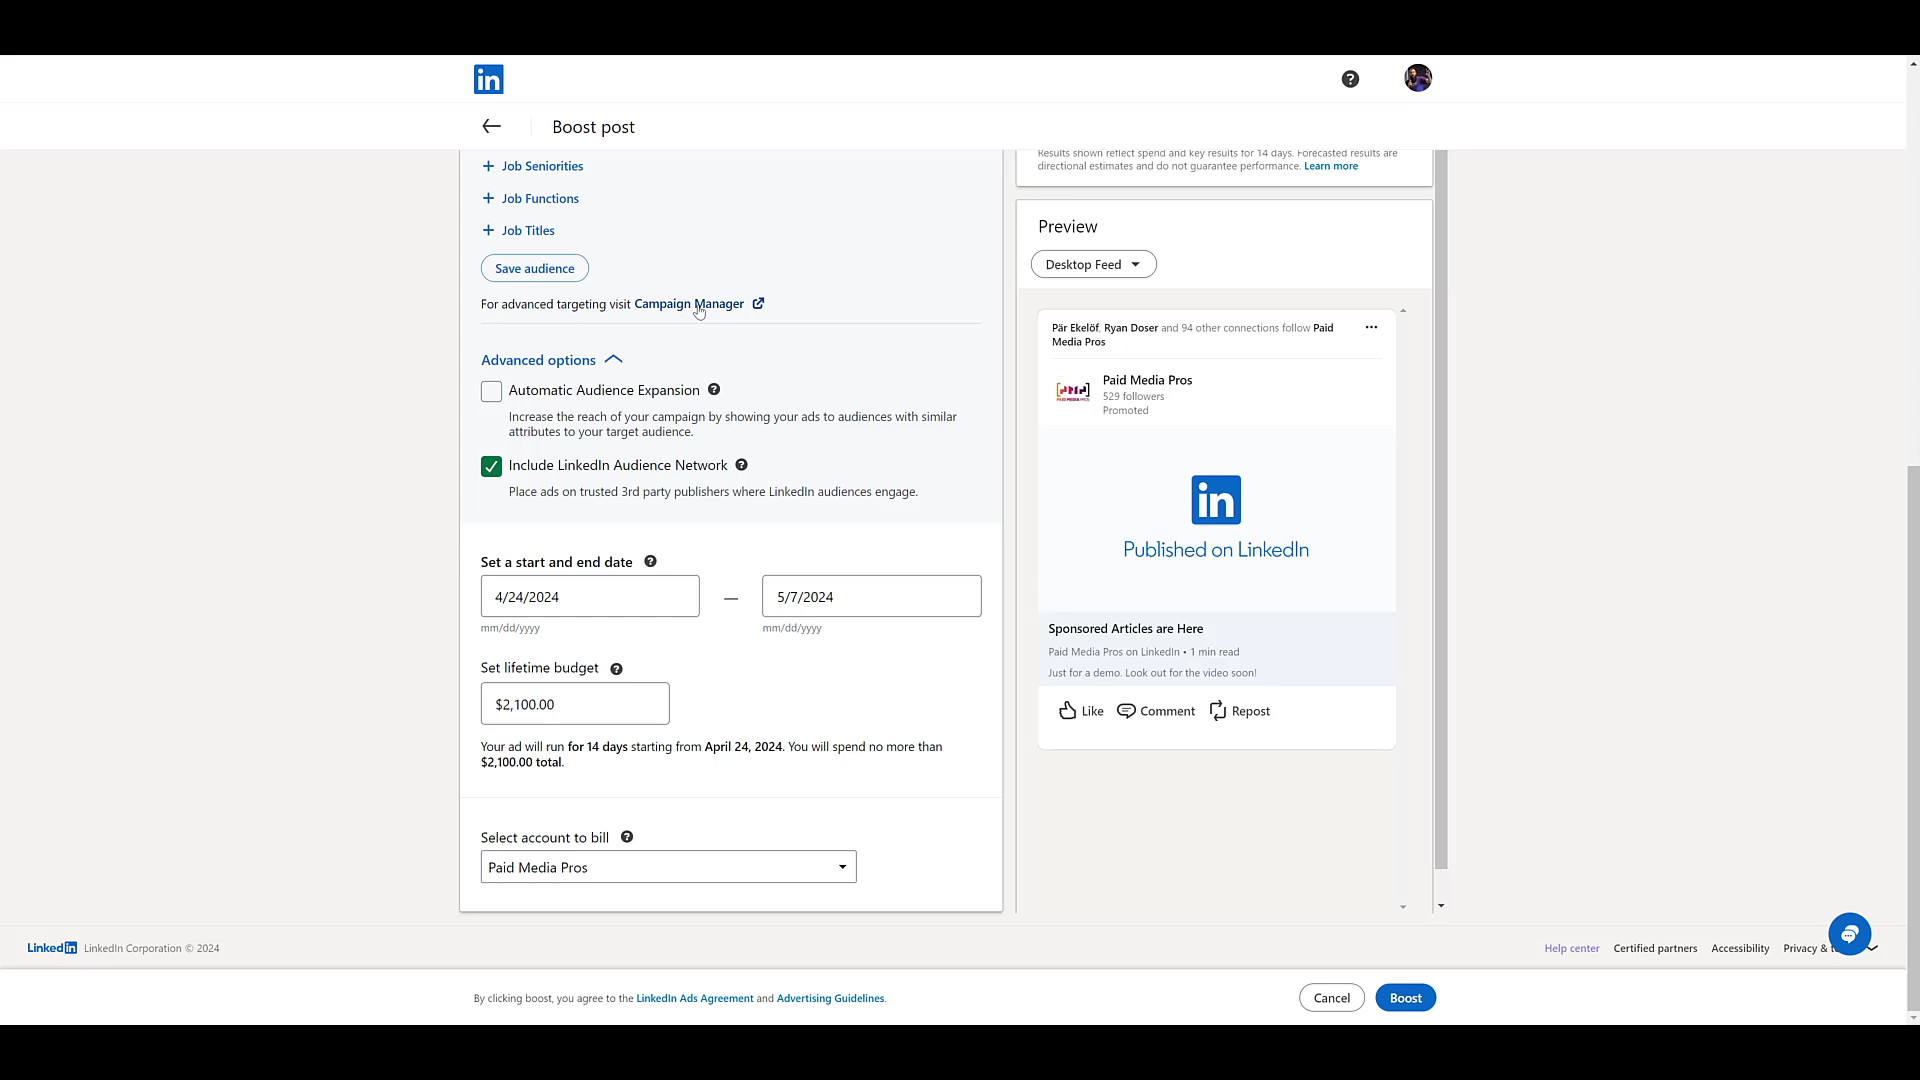 in
Boost post
+ Job Seniorities
+ Job Functions
+ Job Titles
Save audience
For advanced targeting visit Campaign Manager
Advanced options
Automatic Audience Expansion
Increase the reach of your campaign by showing your ads to audiences with similar
attributes to your target audience.
Include LinkedIn Audience Network
Place ads on trusted 3rd party publishers where LinkedIn audiences engage.
Set a start and end date
4/24/2024 — 5/7/2024
mm/dd/yyyy mm/dd/yyyy
Set lifetime budget
$2,100.00
Your ad will run for 14 days starting from April 24, 2024. You will spend no more than
$2,100.00 total.
Select account to bill
Paid Media Pros
Results shown reflect spend and key results for 14 days. Forecasted results are
directional estimates and do not guarantee performance. Learn more
Preview
Desktop Feed
Pär Ekelöf, Ryan Doser and 94 other connections follow Paid
Media Pros
Paid Media Pros
529 followers
Promoted
in
Published on LinkedIn
Sponsored Articles are Here
Paid Media Pros on LinkedIn • 1 min read
Just for a demo. Look out for the video soon!
Like Comment Repost
LinkedIn LinkedIn Corporation © 2024
Help center Certified partners Accessibility Privacy &
By clicking boost, you agree to the LinkedIn Ads Agreement and Advertising Guidelines.
Cancel Boost